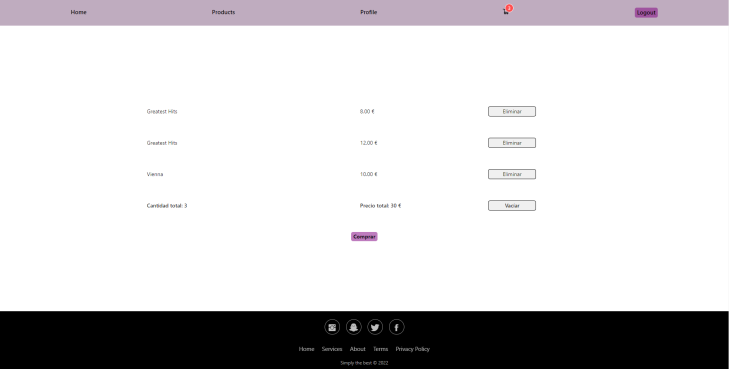 Home Products Profile 3 Logout
Greatest Hits 8.00 € Eliminar
Greatest Hits 12.00 € Eliminar
Vienna 10.00 € Eliminar
Cantidad total: 3 Precio total: 30 € Vaciar
Comprar
Home Services About Terms Privacy Policy
Simply the best © 2022